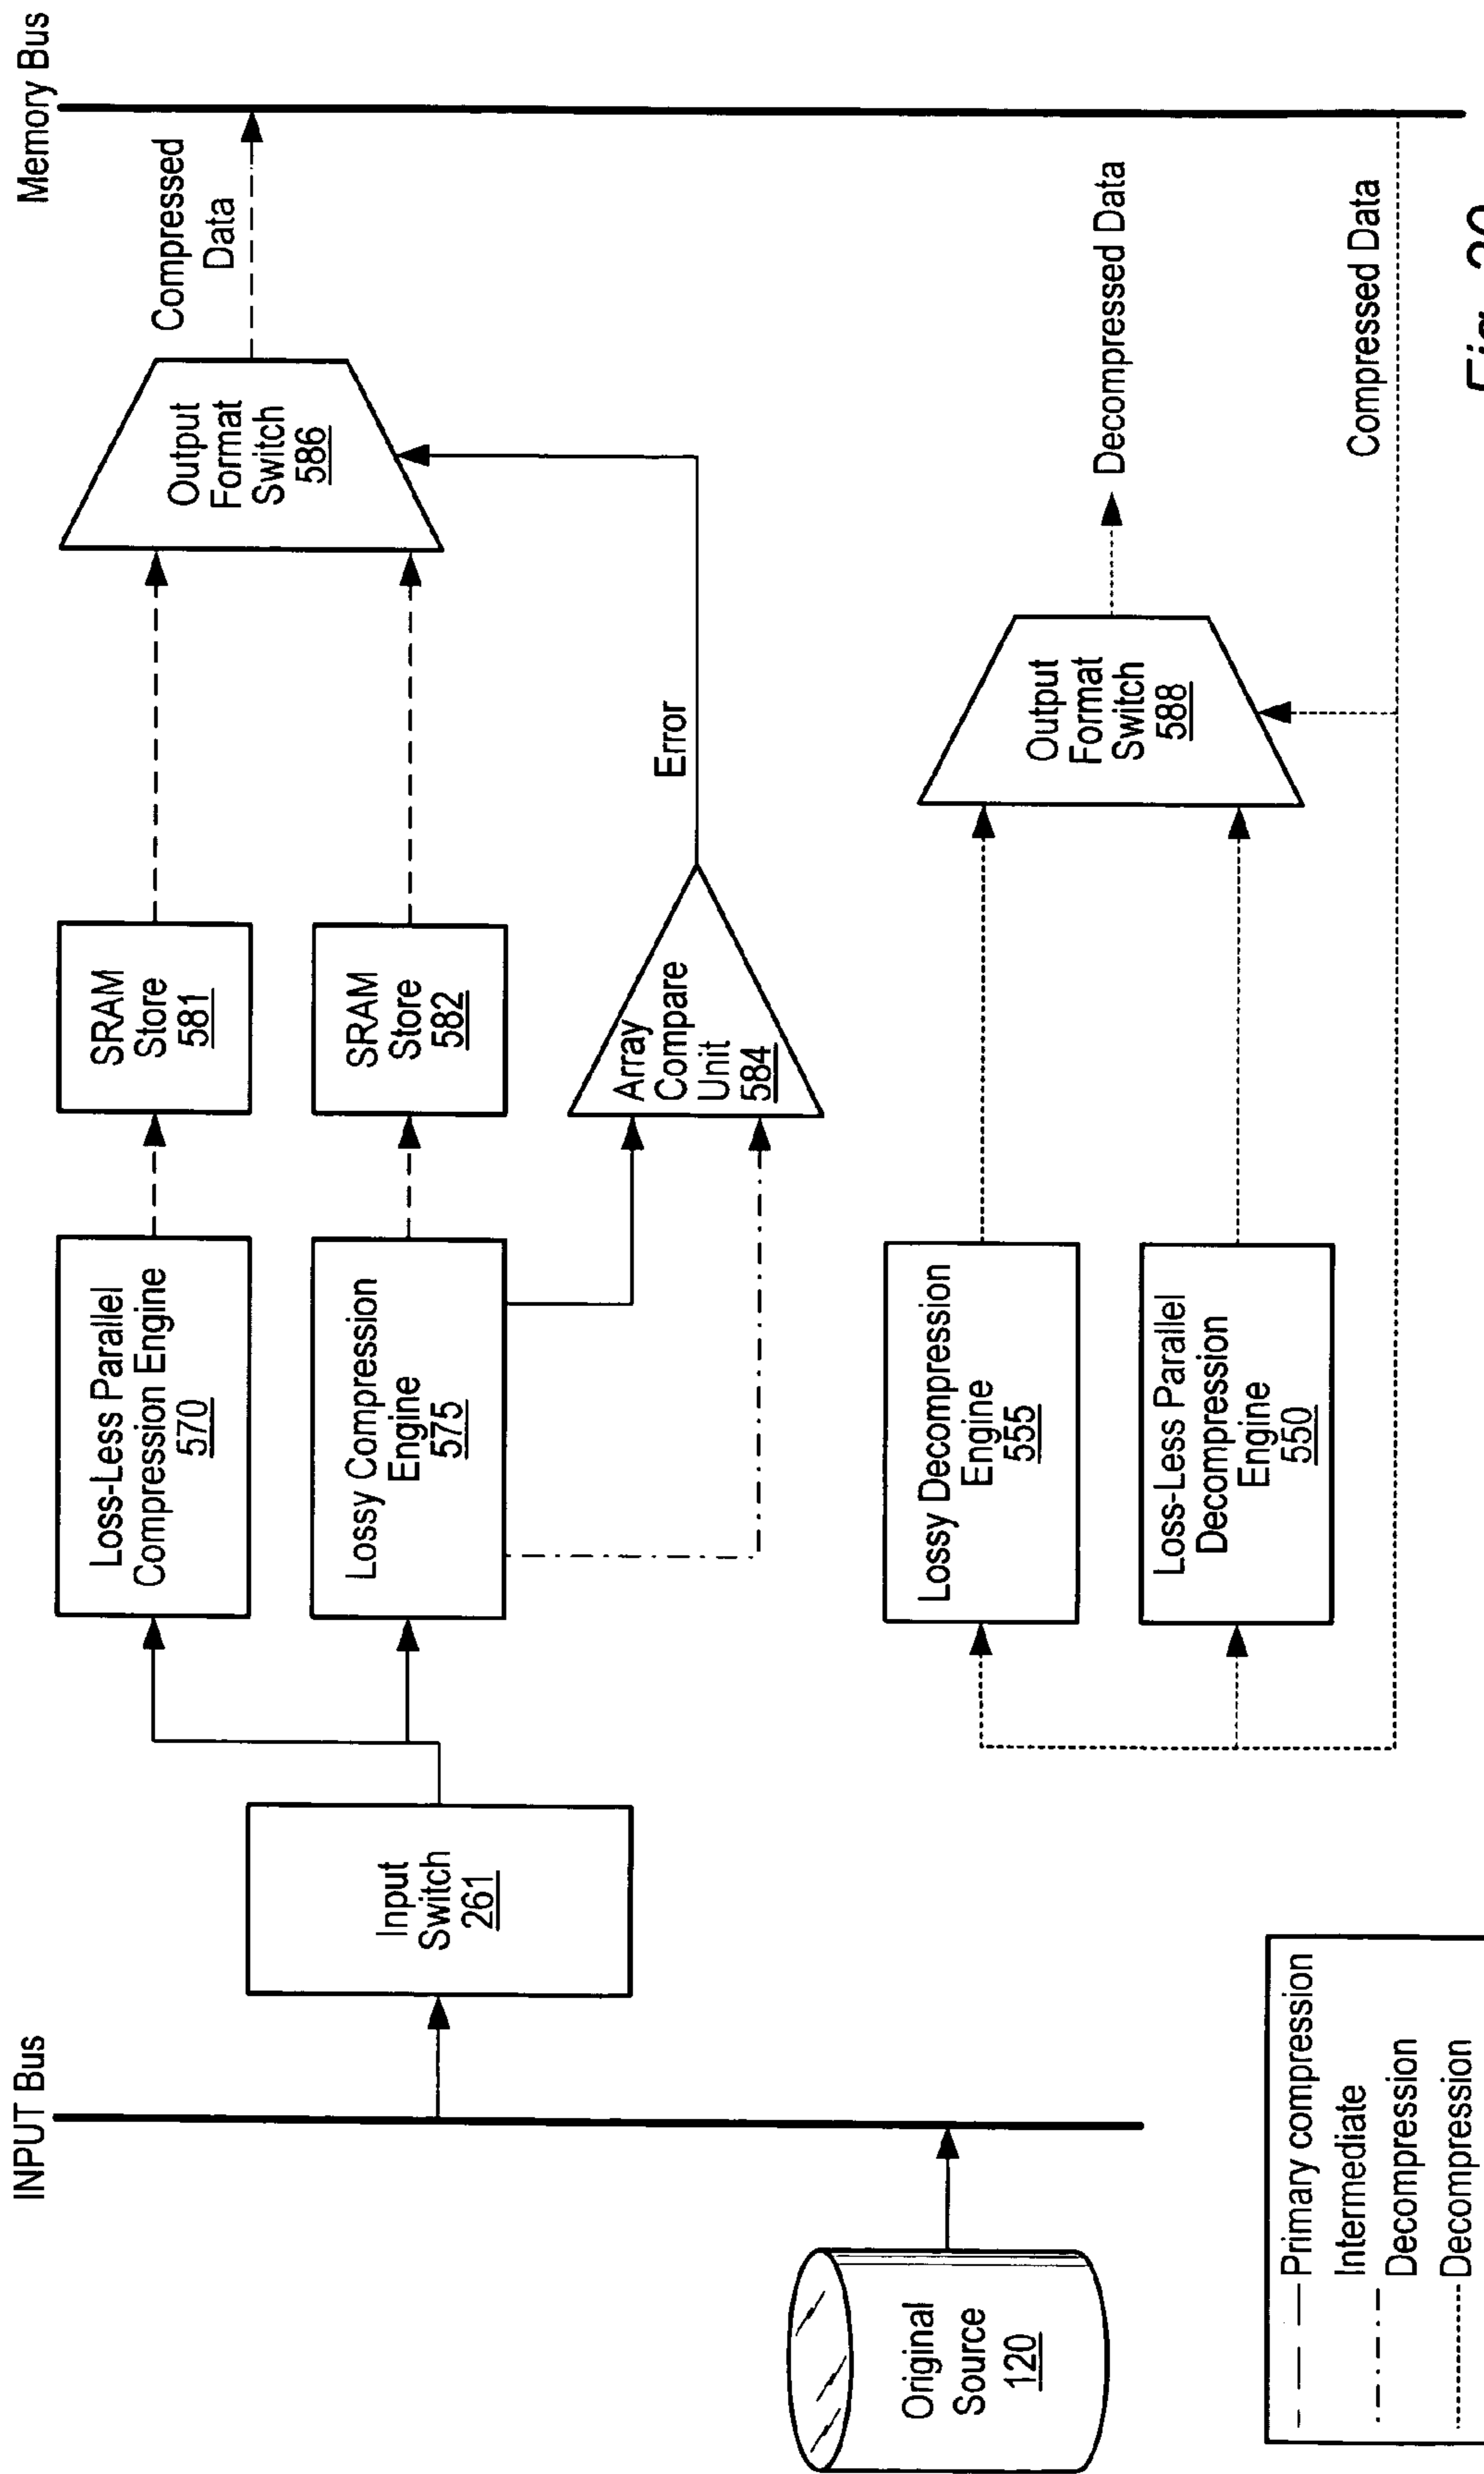 INPUT Bus
Memory Bus
Original
Source
120
Input
Switch
261
Loss-Less Parallel
Compression Engine
570
Lossy Compression
Engine
575
SRAM
Store
581
SRAM
Store
582
Array
Compare
Unit
584
Error
Output
Format
Switch
586
Compressed
Data
Lossy Decompression
Engine
555
Loss-Less Parallel
Decompression
Engine
550
Output
Format
Switch
588
Decompressed Data
Compressed Data
Primary compression
Intermediate
Decompression
Decompression